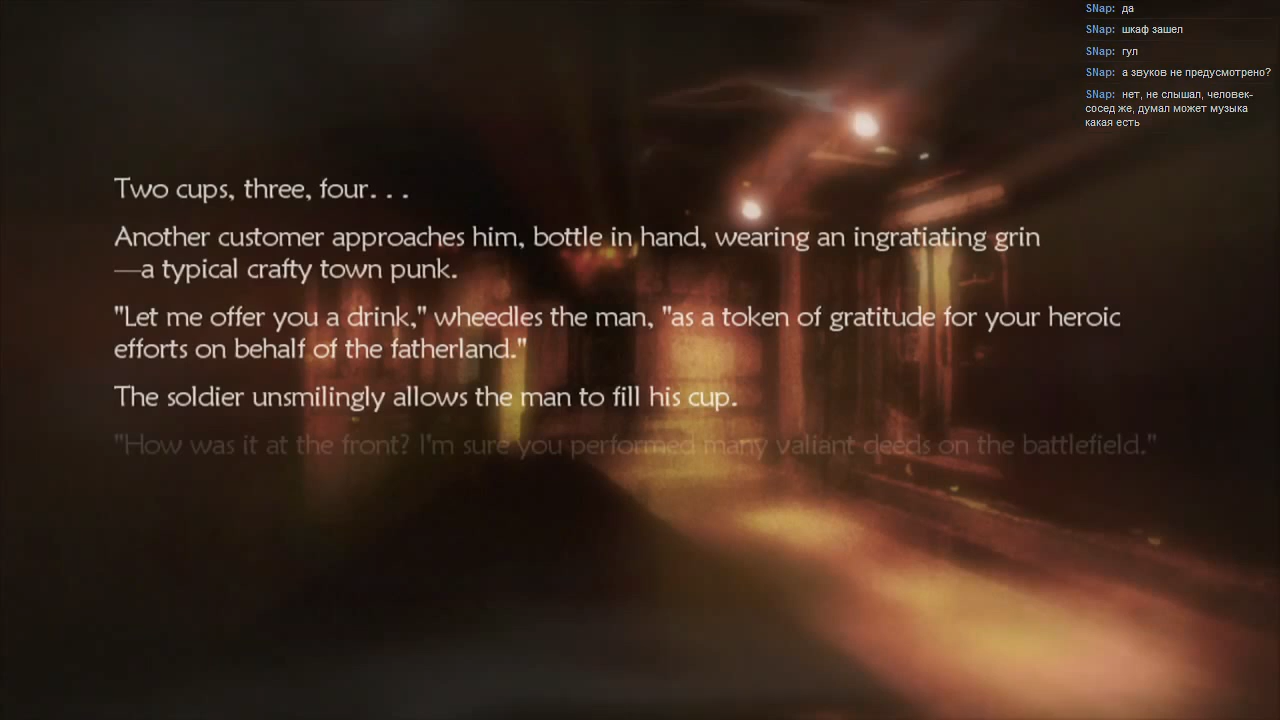 SNap: да
SNap: шкаф зашел
SNap: гул
SNap: а звуков не предусмотрено?
SNap: нет, не слышал, человек-
сосед же, думал может музыка
какая есть
Two cups, three, four. . .
Another customer approaches him, bottle in hand, wearing an ingratiating grin
—a typical crafty town punk.
"Let me offer you a drink," wheedles the man, "as a token of gratitude for your heroic
efforts on behalf of the fatherland."
The soldier unsmilingly allows the man to fill his cup.
"How was it at the front? I'm sure you performed many valiant deeds on the battlefield."